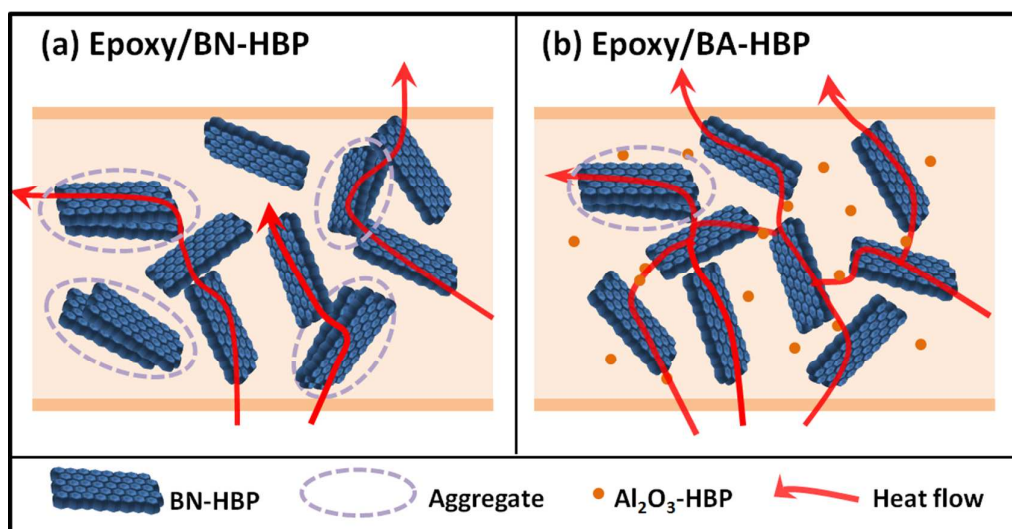 (a) Epoxy/BN-HBP
(b) Epoxy/BA-HBP
BN-HBP
Aggregate
Al₂O₃-HBP
Heat flow